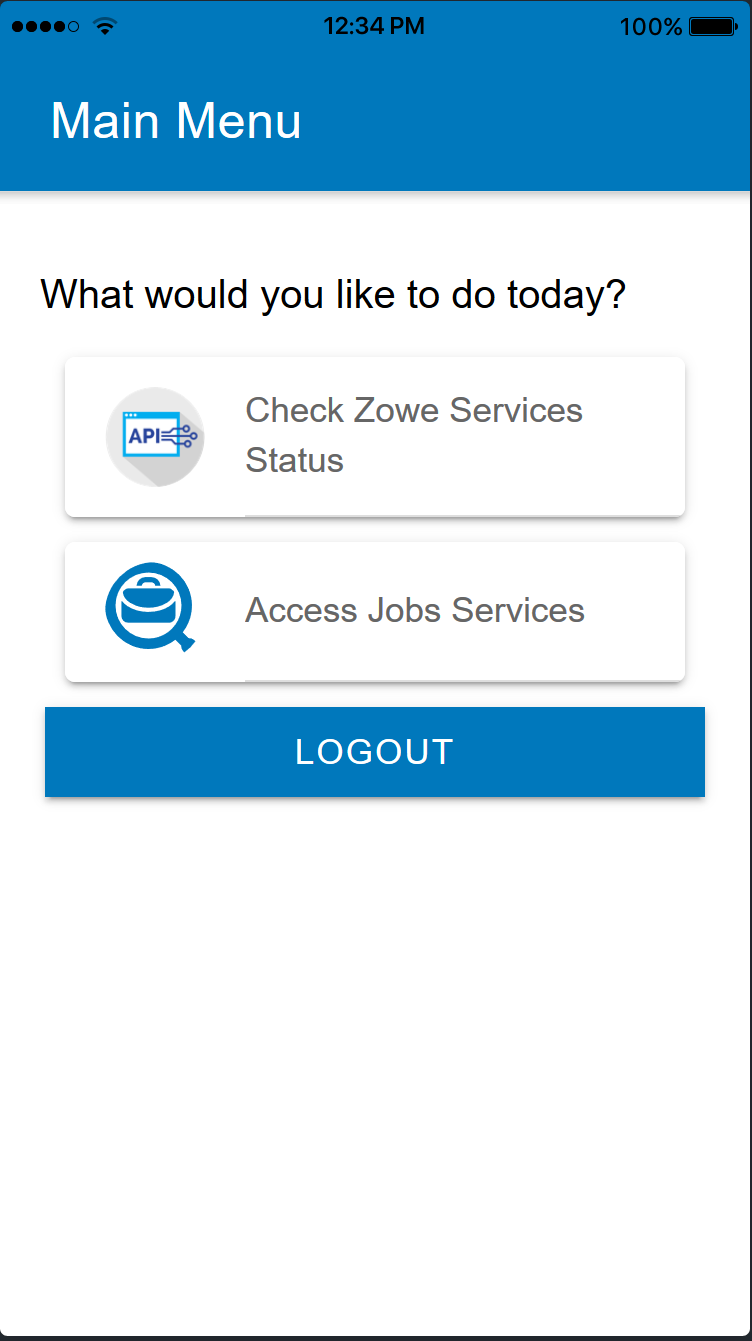 12:34 PM
100%
Main Menu
What would you like to do today?
API
Check Zowe Services
Status
Access Jobs Services
LOGOUT